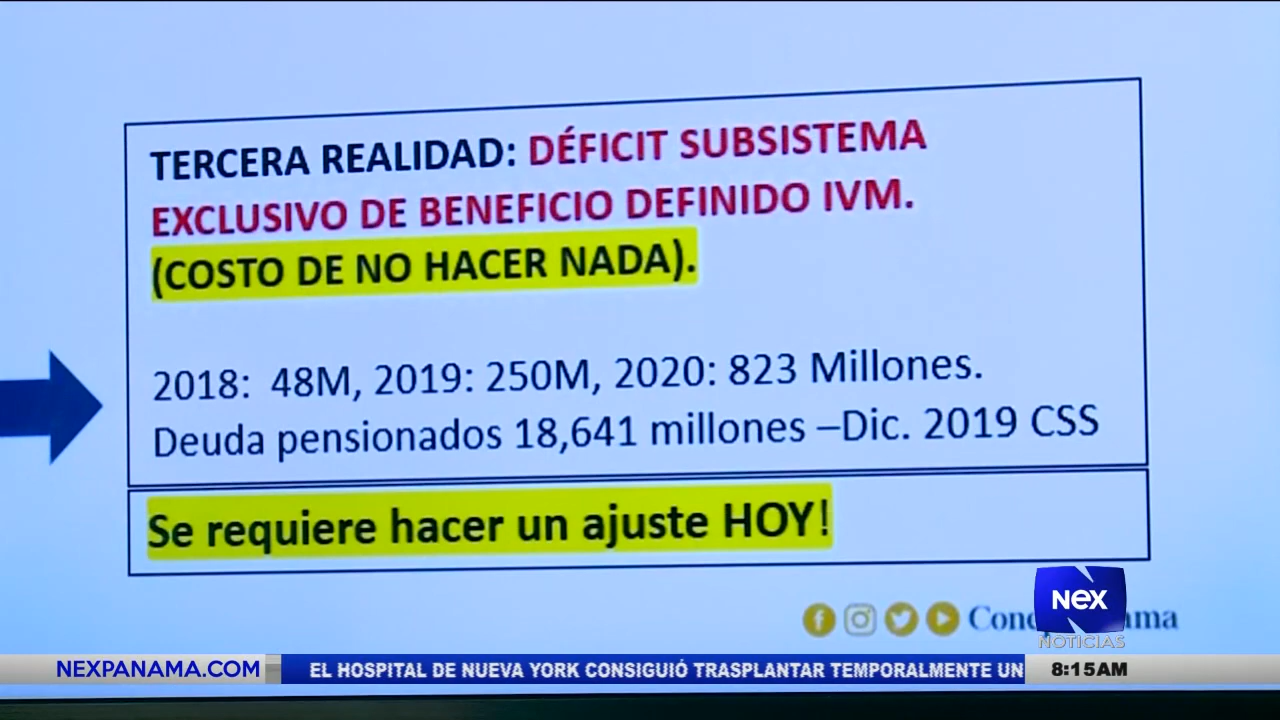 TERCERA REALIDAD: DÉFICIT SUBSISTEMA
EXCLUSIVO DE BENEFICIO DEFINIDO IVM.
(COSTO DE NO HACER NADA).
2018: 48M, 2019: 250M, 2020: 823 Millones.
Deuda pensionados 18,641 millones –Dic. 2019 CSS
Se requiere hacer un ajuste HOY!
Nex
NOTICIAS
NEXPANAMA.COM
EL HOSPITAL DE NUEVA YORK CONSIGUIÓ TRASPLANTAR TEMPORALMENTE UN
8:15AM